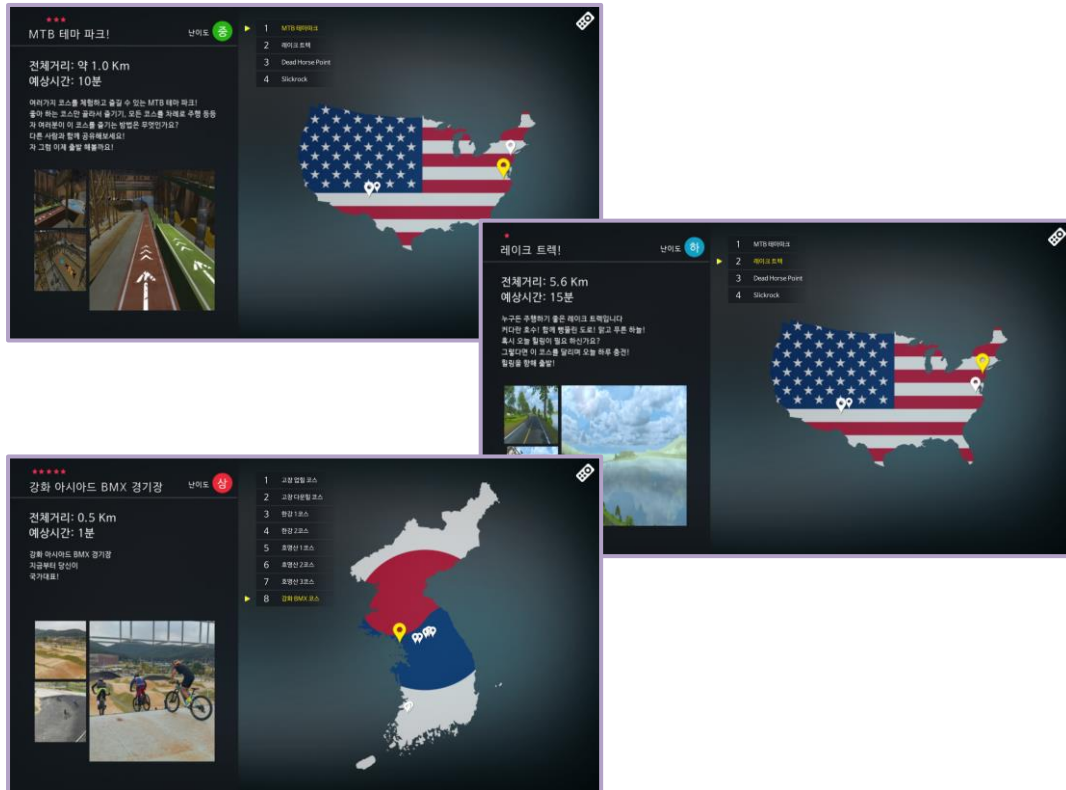 MTB 테마 파크!
난이도 중
전체거리: 약 1.0 Km
예상시간: 10분
여러가지 코스를 체험하고 즐길 수 있는 MTB 테마 파크!
좋아 하는 코스만 골라서 즐기기, 모든 코스를 차례로 주행 등등
자 여러분이 이 코스를 즐기는 방법은 무엇인가요?
다른 사람과 함께 공유해보세요!
자 그럼 이제 출발 해볼까요!
1 MTB 테마파크
2 레이크 트랙
3 Dead Horse Point
4 Slickrock
레이크 트렉!
난이도 하
전체거리: 5.6 Km
예상시간: 15분
누구든 주행하기 좋은 레이크 트랙입니다
커다란 호수! 함께 뻥뚫린 도로! 맑고 푸른 하늘!
혹시 오늘 힐링이 필요 하신가요?
그렇다면 이 코스를 달리며 오늘 하루 충전!
힐링을 향해 출발!
1 MTB 테마파크
2 레이크 트랙
3 Dead Horse Point
4 Slickrock
강화 아시아드 BMX 경기장
난이도 상
전체거리: 0.5 Km
예상시간: 1분
강화 아시아드 BMX 경기장
지금부터 당신이
국가대표!
1 고창 업힐 코스
2 고창 다운힐 코스
3 한강 1코스
4 한강 2코스
5 호명산 1코스
6 호명산 2코스
7 호명산 3코스
8 강화 BMX 코스